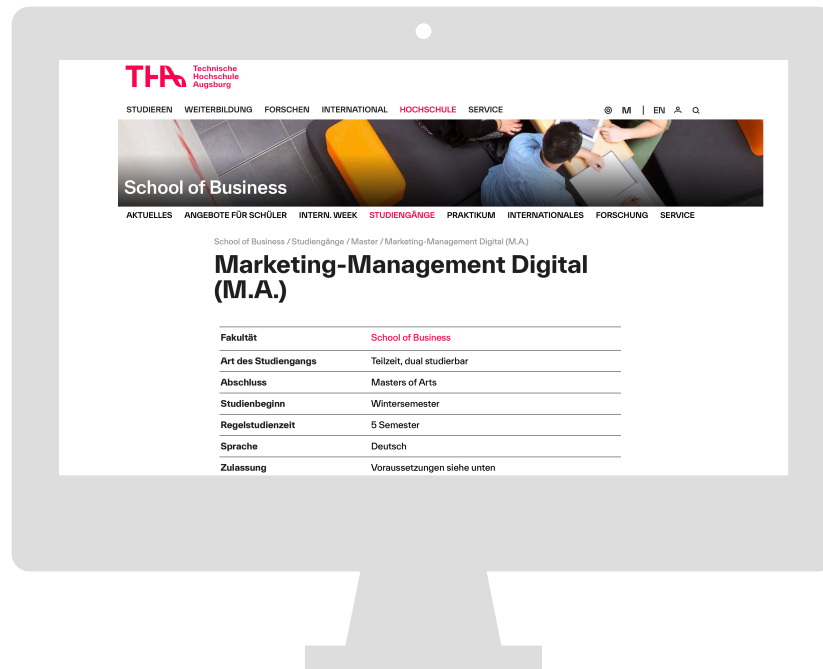 THA Technische
Hochschule
Augsburg
STUDIEREN WEITERBILDUNG FORSCHEN INTERNATIONAL HOCHSCHULE SERVICE M | EN
School of Business
AKTUELLES ANGEBOTE FÜR SCHÜLER INTERN. WEEK STUDIENGÄNGE PRAKTIKUM INTERNATIONALES FORSCHUNG SERVICE
School of Business / Studiengänge / Master / Marketing-Management Digital (M.A.)
Marketing-Management Digital
(M.A.)
Fakultät School of Business
Art des Studiengangs Teilzeit, dual studierbar
Abschluss Masters of Arts
Studienbeginn Wintersemester
Regelstudienzeit 5 Semester
Sprache Deutsch
Zulassung Voraussetzungen siehe unten